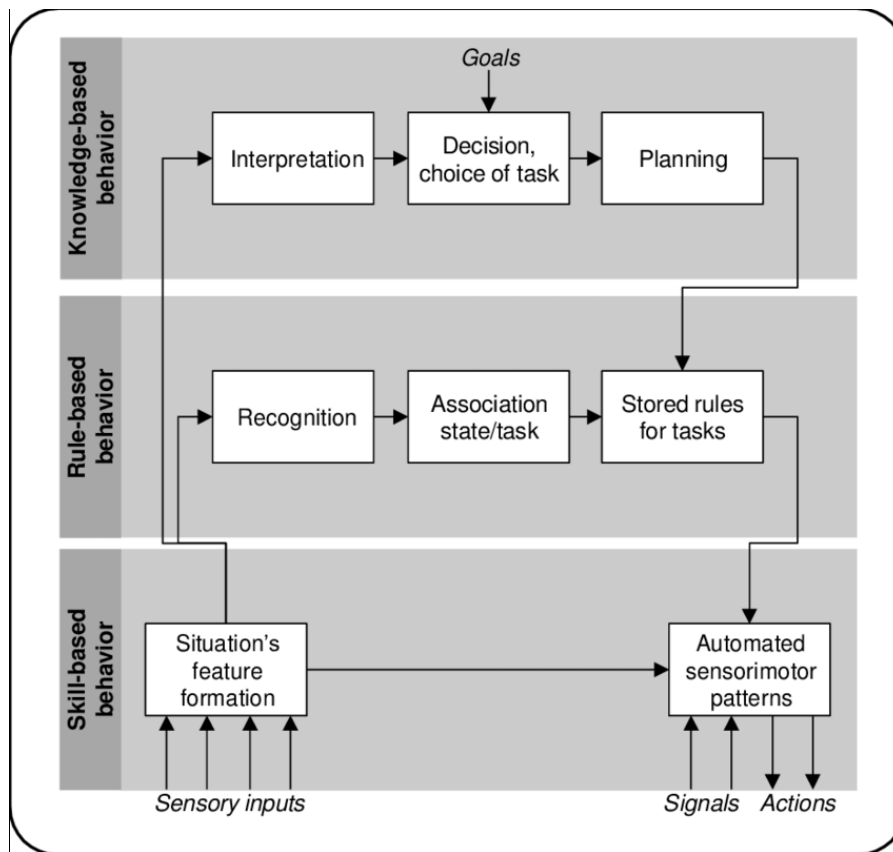 Knowledge-based
behavior
Goals
Interpretation
Decision,
choice of task
Planning
Rule-based
behavior
Recognition
Association
state/task
Stored rules
for tasks
Skill-based
behavior
Situation's
feature
formation
Automated
sensorimotor
patterns
Sensory inputs
Signals
Actions